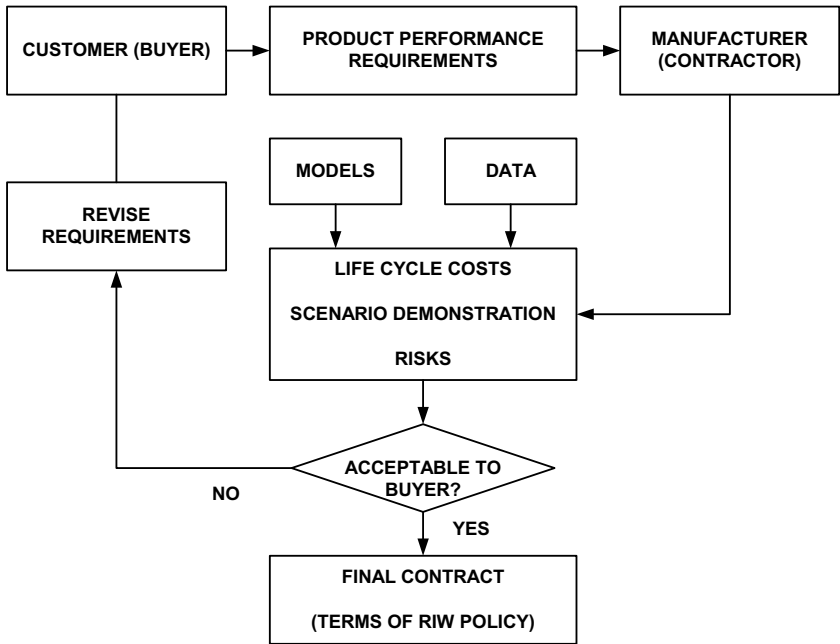 CUSTOMER (BUYER)
PRODUCT PERFORMANCE
REQUIREMENTS
MANUFACTURER
(CONTRACTOR)
MODELS
DATA
REVISE
REQUIREMENTS
LIFE CYCLE COSTS
SCENARIO DEMONSTRATION
RISKS
ACCEPTABLE TO
BUYER?
NO
YES
FINAL CONTRACT
(TERMS OF RIW POLICY)